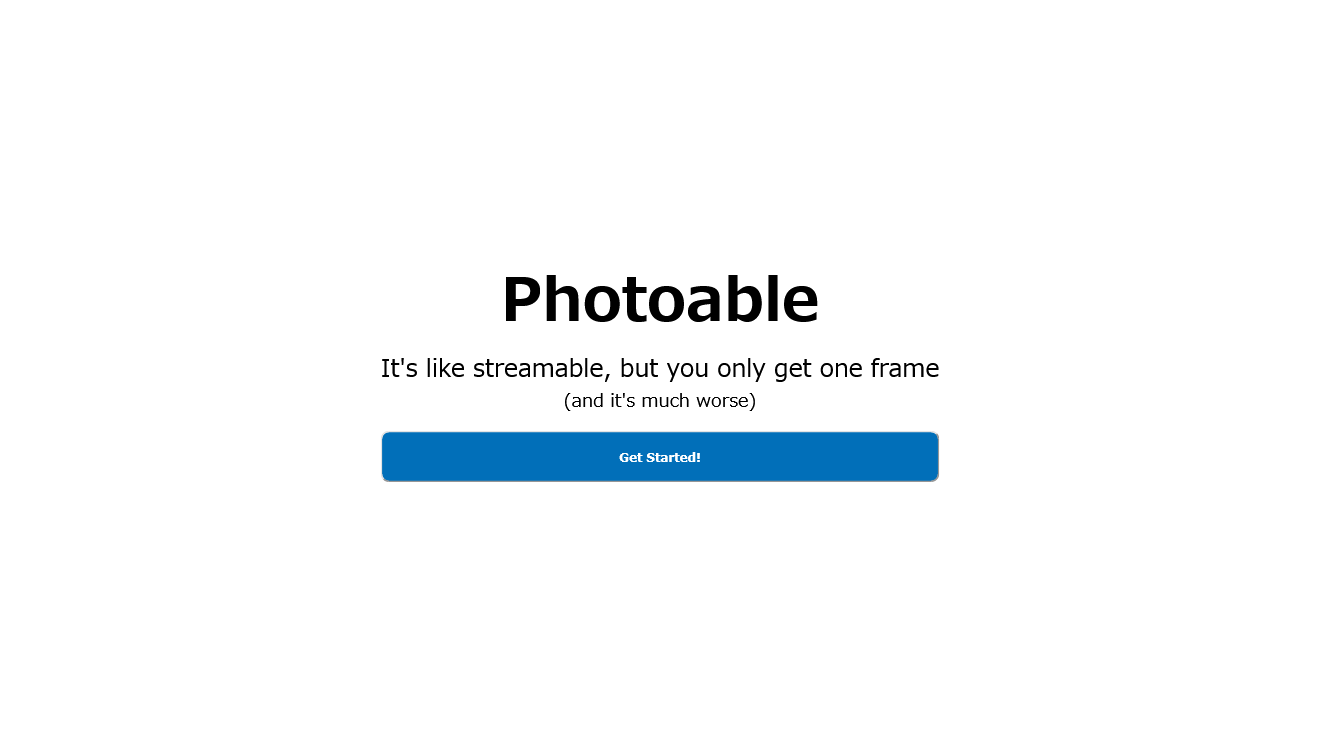 Photoable
It's like streamable, but you only get one frame
(and it's much worse)
Get Started!